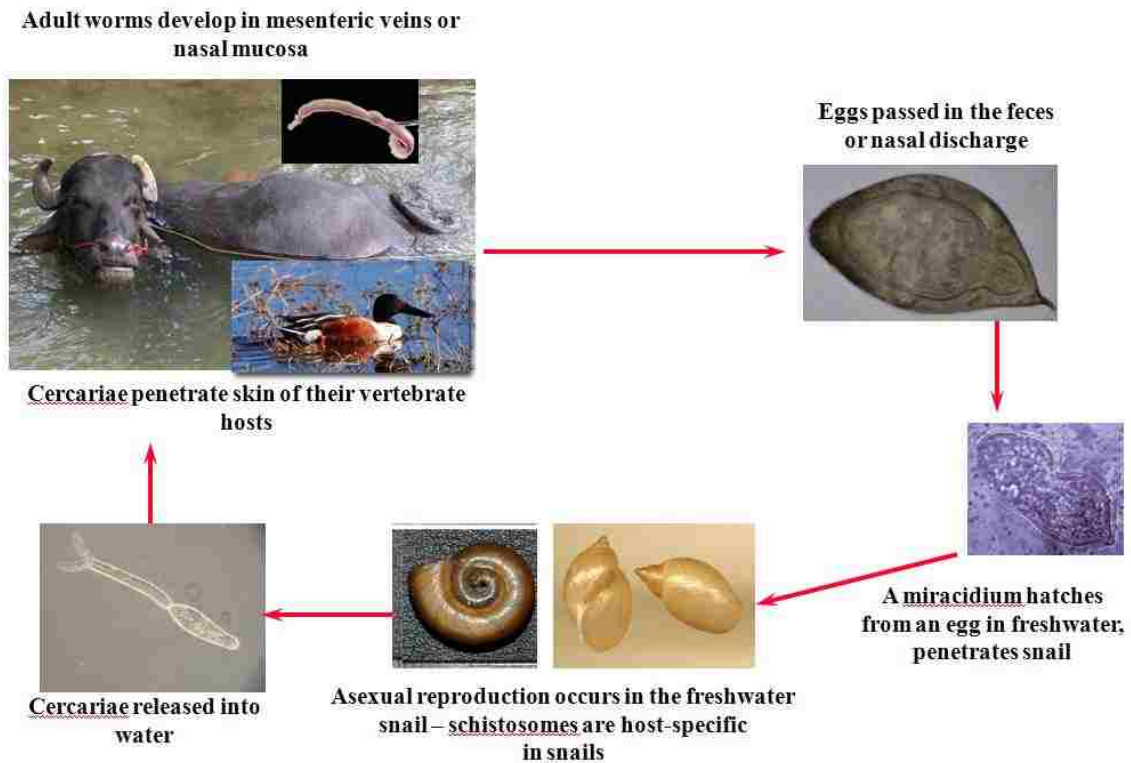 Adult worms develop in mesenteric veins or
nasal mucosa
Eggs passed in the feces
or nasal discharge
Cercariae penetrate skin of their vertebrate
hosts
A miracidium hatches
from an egg in freshwater,
penetrates snail
Asexual reproduction occurs in the freshwater
snail – schistosomes are host-specific
in snails
Cercariae released into
water